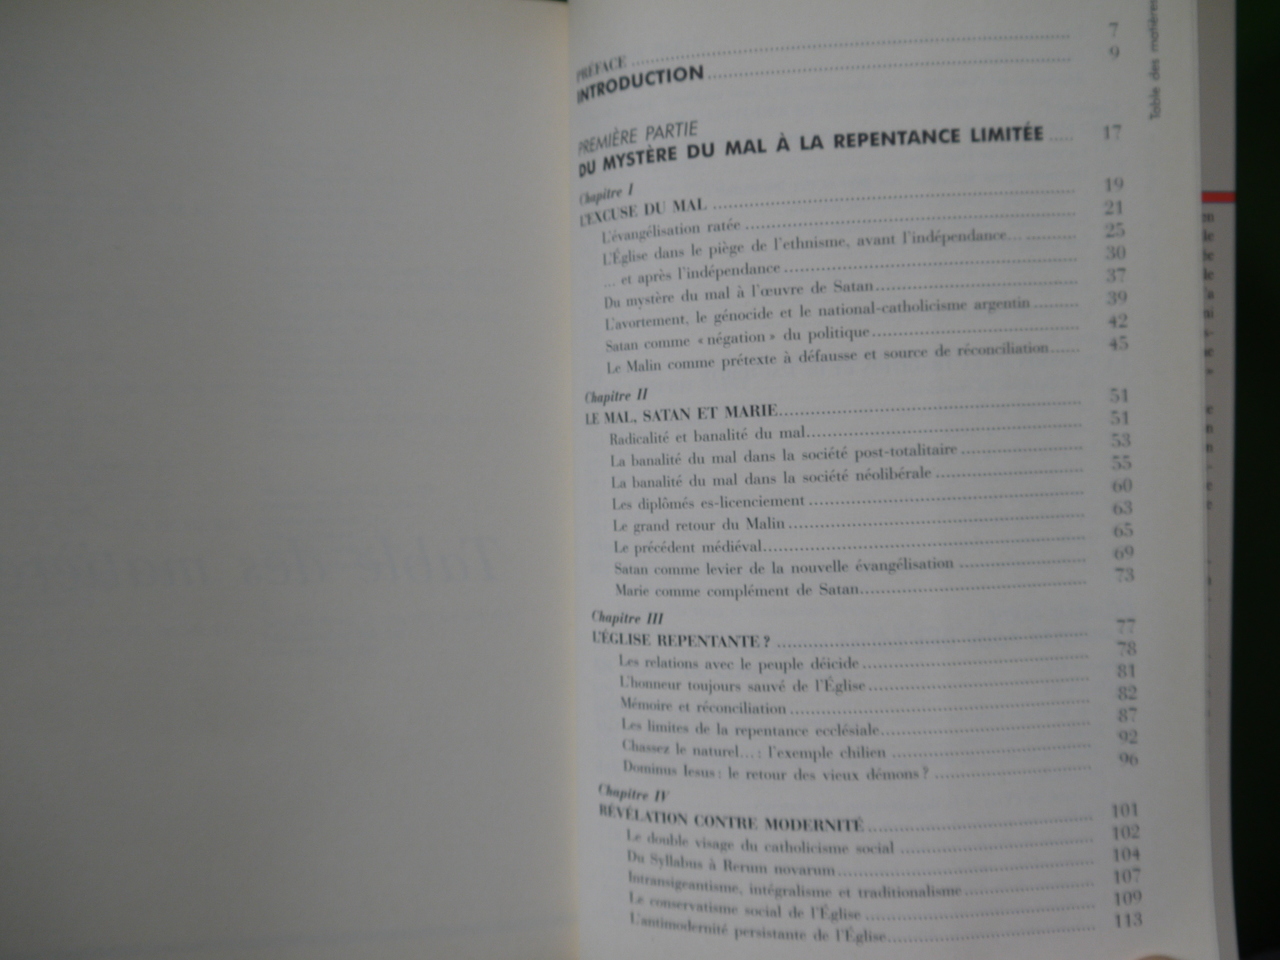 PRÉFACE ........ 7
INTRODUCTION ........ 9
PREMIÈRE PARTIE
DU MYSTÈRE DU MAL À LA REPENTANCE LIMITÉE ..... 17
Chapitre I
L'EXCUSE DU MAL ........ 19
L'évangélisation ratée ........ 21
L'Église dans le piège de l'ethnisme, avant l'indépendance... ........ 25
... et après l'indépendance ........ 30
Du mystère du mal à l'œuvre de Satan ........ 37
L'avortement, le génocide et le national-catholicisme argentin ........ 39
Satan comme « négation » du politique ........ 42
Le Malin comme prétexte à défausse et source de réconciliation ...... 45
Chapitre II
LE MAL, SATAN ET MARIE ........ 51
Radicalité et banalité du mal ........ 51
La banalité du mal dans la société post-totalitaire ........ 53
La banalité du mal dans la société néolibérale ........ 55
Les diplômés es-licenciement ........ 60
Le grand retour du Malin ........ 63
Le précédent médiéval ........ 65
Satan comme levier de la nouvelle évangélisation ........ 69
Marie comme complément de Satan ........ 73
Chapitre III
L'ÉGLISE REPENTANTE ? ........ 77
Les relations avec le peuple déicide ........ 78
L'honneur toujours sauvé de l'Église ........ 81
Mémoire et réconciliation ........ 82
Les limites de la repentance ecclésiale ........ 87
Chassez le naturel... : l'exemple chilien ........ 92
Dominus Iesus : le retour des vieux démons ? ........ 96
Chapitre IV
RÉVÉLATION CONTRE MODERNITÉ ........ 101
Le double visage du catholicisme social ........ 102
Du Syllabus à Rerum novarum ........ 104
Intransigeantisme, intégralisme et traditionalisme ........ 107
Le conservatisme social de l'Église ........ 109
L'antimodernité persistante de l'Église ........ 113
Table des matières